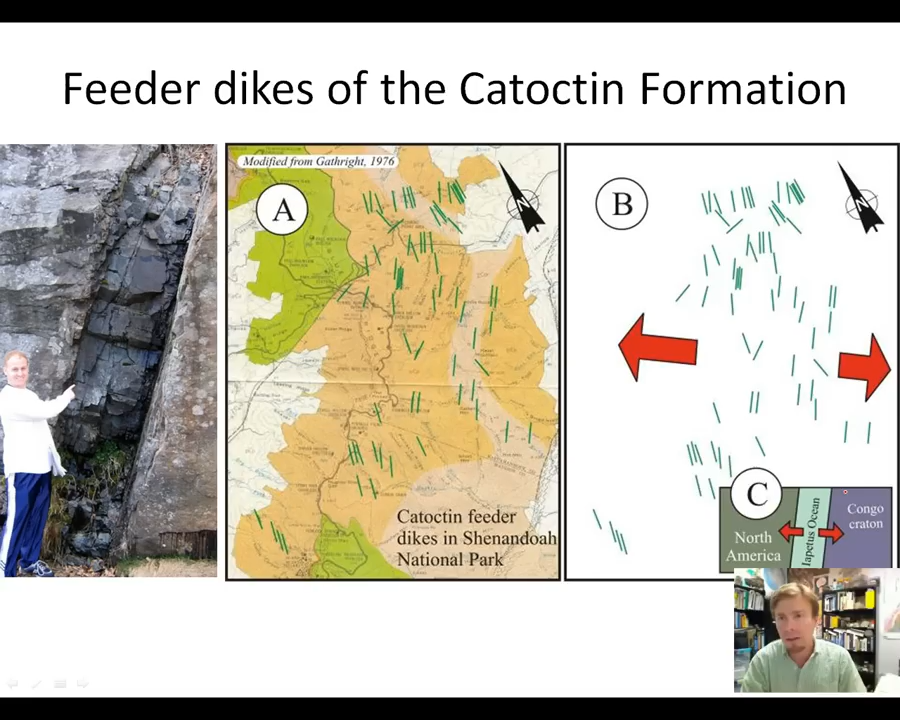 Feeder dikes of the Catoctin Formation
Modified from Gathright, 1976
A
N
Catoctin feeder
dikes in Shenandoah
National Park
B
N
C
North
America
Iapetus Ocean
Congo
craton